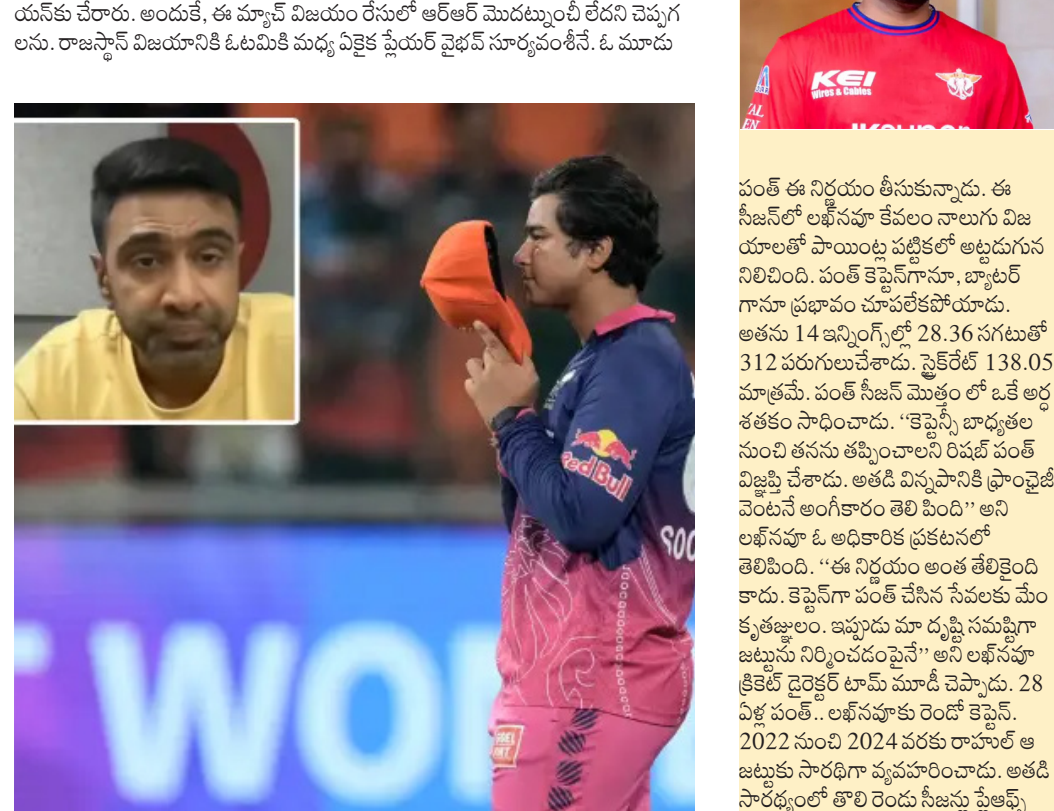 యన్‌కు చేరారు. అందుకే, ఈ మ్యాచ్ విజయం రేసులో ఆర్ఆర్ మొదట్నుంచీ లేదని చెప్పగ
లను. రాజస్థాన్ విజయానికి ఓటమికి మధ్య ఏకైక ప్లేయర్ వైభవ్ సూర్యవంశీనే. ఓ మూడు
Red Bull
SOO
WO
KEI
Wires & Cables
పంత్ ఈ నిర్ణయం తీసుకున్నాడు. ఈ
సీజన్‌లో లఖ్‌నవూ కేవలం నాలుగు విజ
యాలతో పాయింట్ల పట్టికలో అట్టడుగున
నిలిచింది. పంత్ కెప్టెన్‌గానూ, బ్యాటర్
గానూ ప్రభావం చూపలేకపోయాడు.
అతను 14 ఇన్నింగ్స్‌ల్లో 28.36 సగటుతో
312 పరుగులుచేశాడు. స్ట్రైక్‌రేట్ 138.05
మాత్రమే. పంత్ సీజన్ మొత్తం లో ఒకే అర్ధ
శతకం సాధించాడు. ‘‘కెప్టెన్సీ బాధ్యతల
నుంచి తనను తప్పించాలని రిషబ్ పంత్
విజ్ఞప్తి చేశాడు. అతడి విన్నపానికి ఫ్రాంఛైజీ
వెంటనే అంగీకారం తెలి పింది’’ అని
లఖ్‌నవూ ఓ అధికారిక ప్రకటనలో
తెలిపింది. ‘‘ఈ నిర్ణయం అంత తేలికైంది
కాదు. కెప్టెన్‌గా పంత్ చేసిన సేవలకు మేం
కృతజ్ఞులం. ఇప్పుడు మా దృష్టి సమష్టిగా
జట్టును నిర్మించడంపైనే’’ అని లఖ్‌నవూ
క్రికెట్ డైరెక్టర్ టామ్ మూడీ చెప్పాడు. 28
ఏళ్ల పంత్.. లఖ్‌నవూకు రెండో కెప్టెన్.
2022 నుంచి 2024 వరకు రాహుల్ ఆ
జట్టుకు సారథిగా వ్యవహరించాడు. అతడి
సారథ్యంలో తొలి రెండు సీజన్లు ప్లేఆఫ్స్